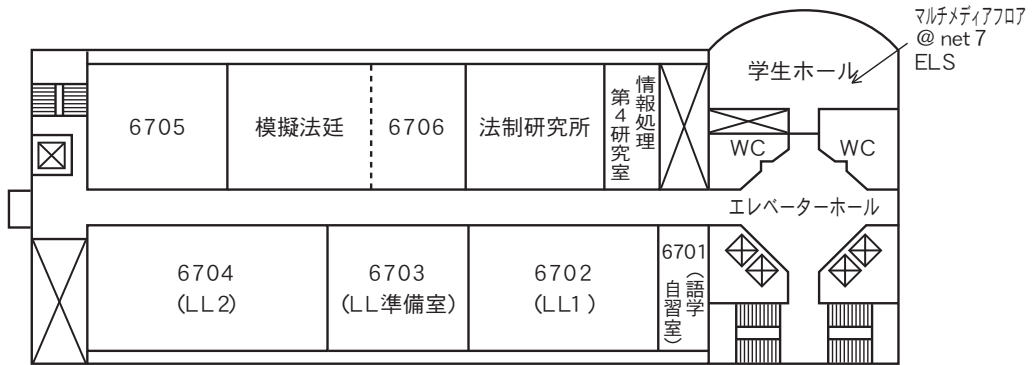 マルチメディアフロア
@ net 7
ELS
学生ホール
6705
模擬法廷
6706
法制研究所
情報処理
第4研究室
WC
WC
エレベーターホール
6704
(LL2)
6703
(LL準備室)
6702
(LL1)
6701
(語学
自習室)